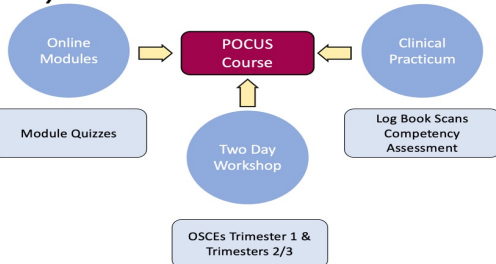 Online
Modules
POCUS
Course
Clinical
Practicum
Module Quizzes
Log Book Scans
Competency
Assessment
Two Day
Workshop
OSCEs Trimester 1 &
Trimesters 2/3